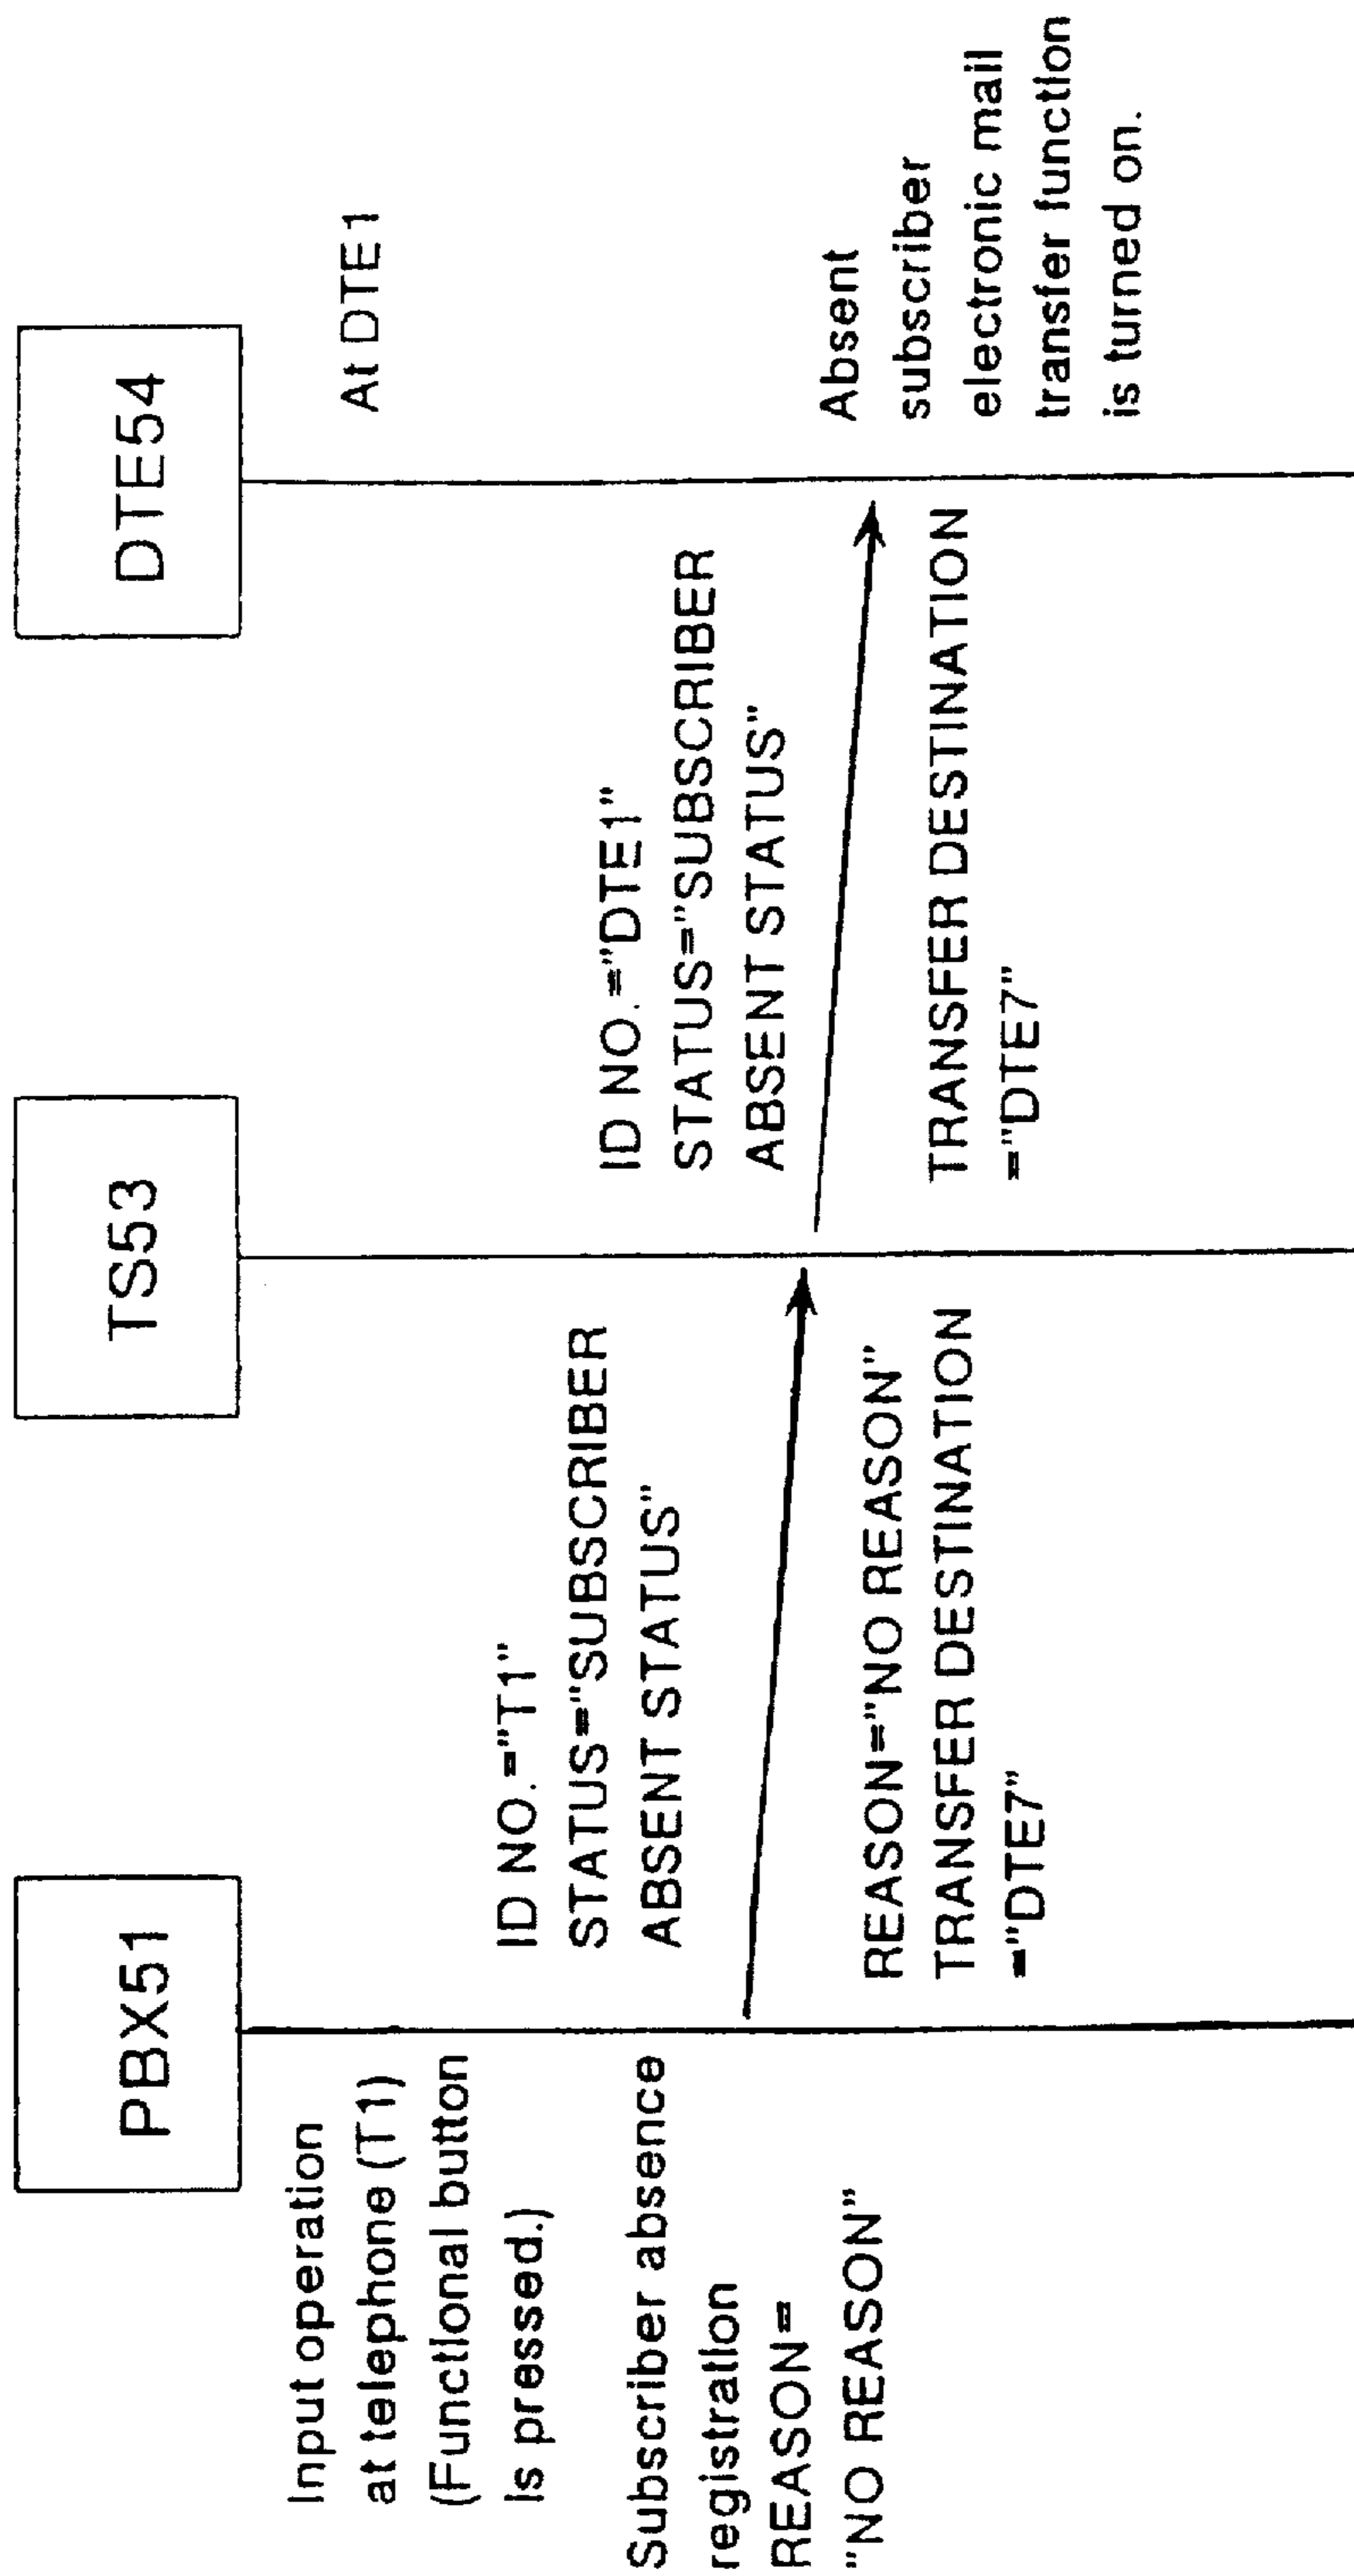 PBX51
TS53
DTE54
Input operation
at telephone (T1)
(Functional button
is pressed.)
Subscriber absence
registration
REASON=
"NO REASON"
ID NO.="T1"
STATUS="SUBSCRIBER
ABSENT STATUS"
REASON="NO REASON"
TRANSFER DESTINATION
="DTE7"
ID NO.="DTE1"
STATUS="SUBSCRIBER
ABSENT STATUS"
TRANSFER DESTINATION
="DTE7"
At DTE1
Absent
subscriber
electronic mail
transfer function
is turned on.